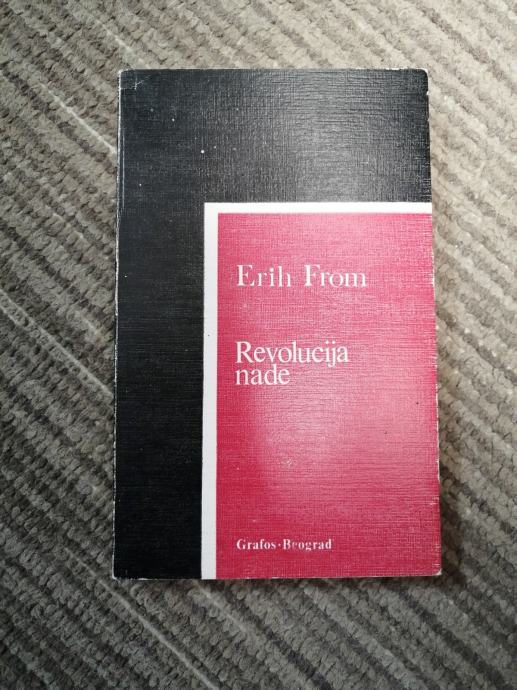 Erih From
Revolucija
nade
Grafos-Beograd